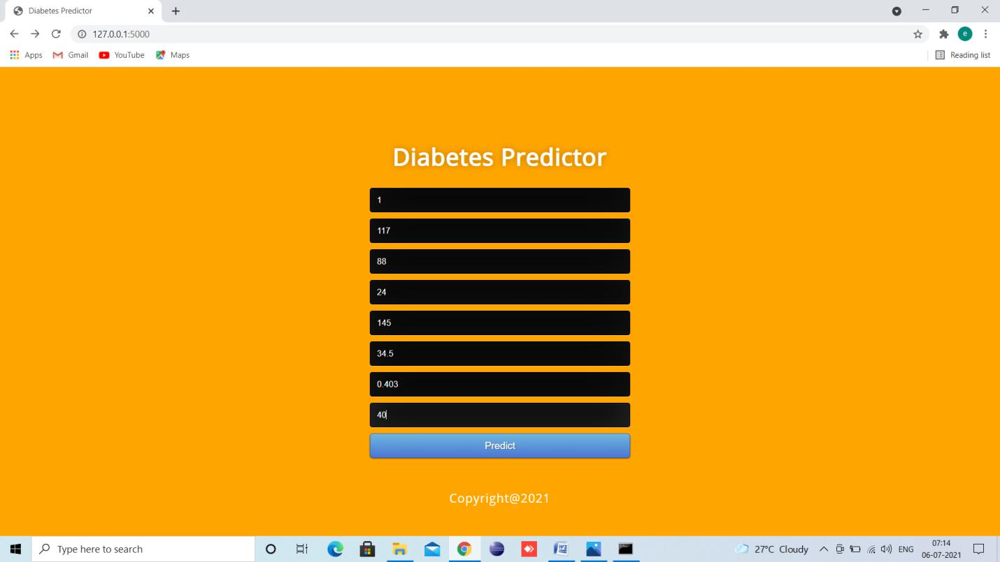 Diabetes Predictor
127.0.0.1:5000
e
Apps Gmail YouTube Maps Reading list
Diabetes Predictor
1
117
88
24
145
34.5
0.403
40
Predict
Copyright@2021
Type here to search
27°C Cloudy
ENG
07:14
06-07-2021